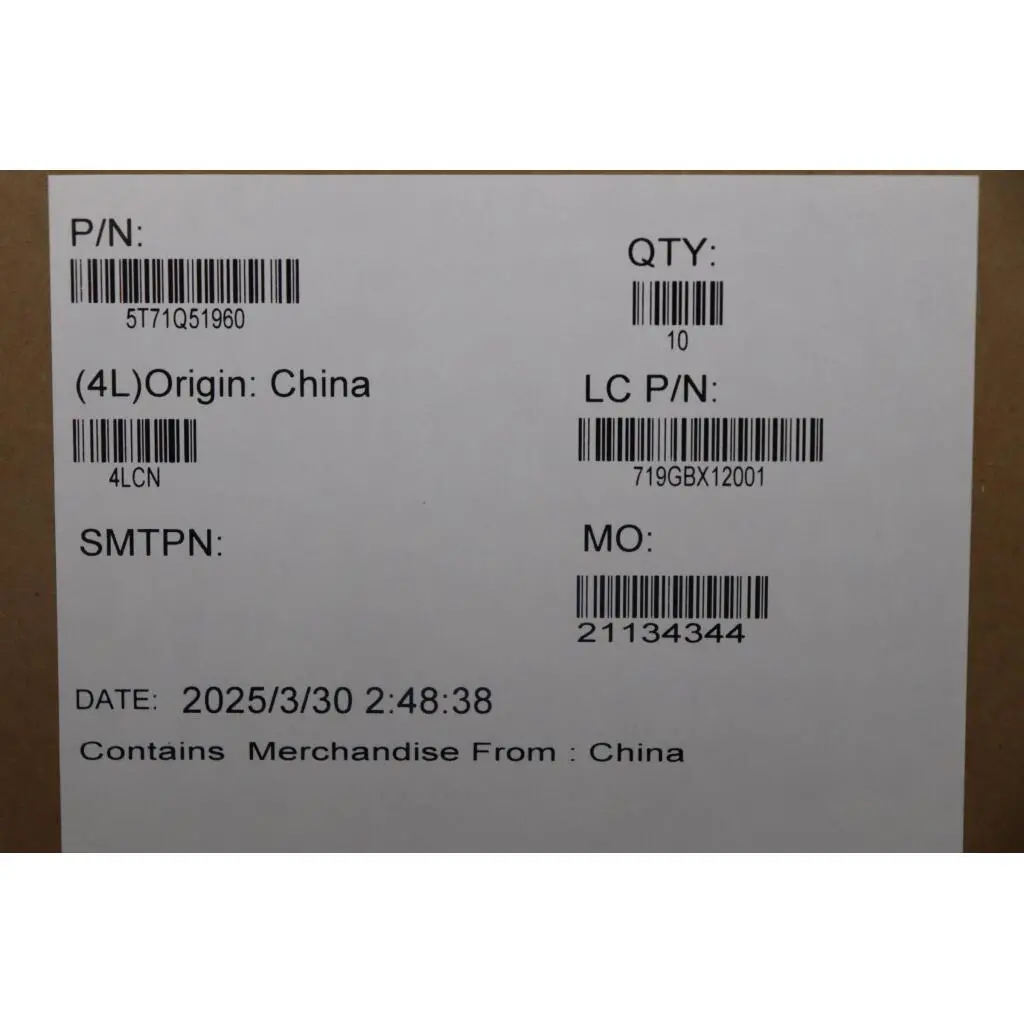 P/N:
QTY:
5T71Q51960
10
(4L)Origin: China
LC P/N:
4LCN
719GBX12001
SMTPN:
MO:
21134344
DATE: 2025/3/30 2:48:38
Contains Merchandise From : China